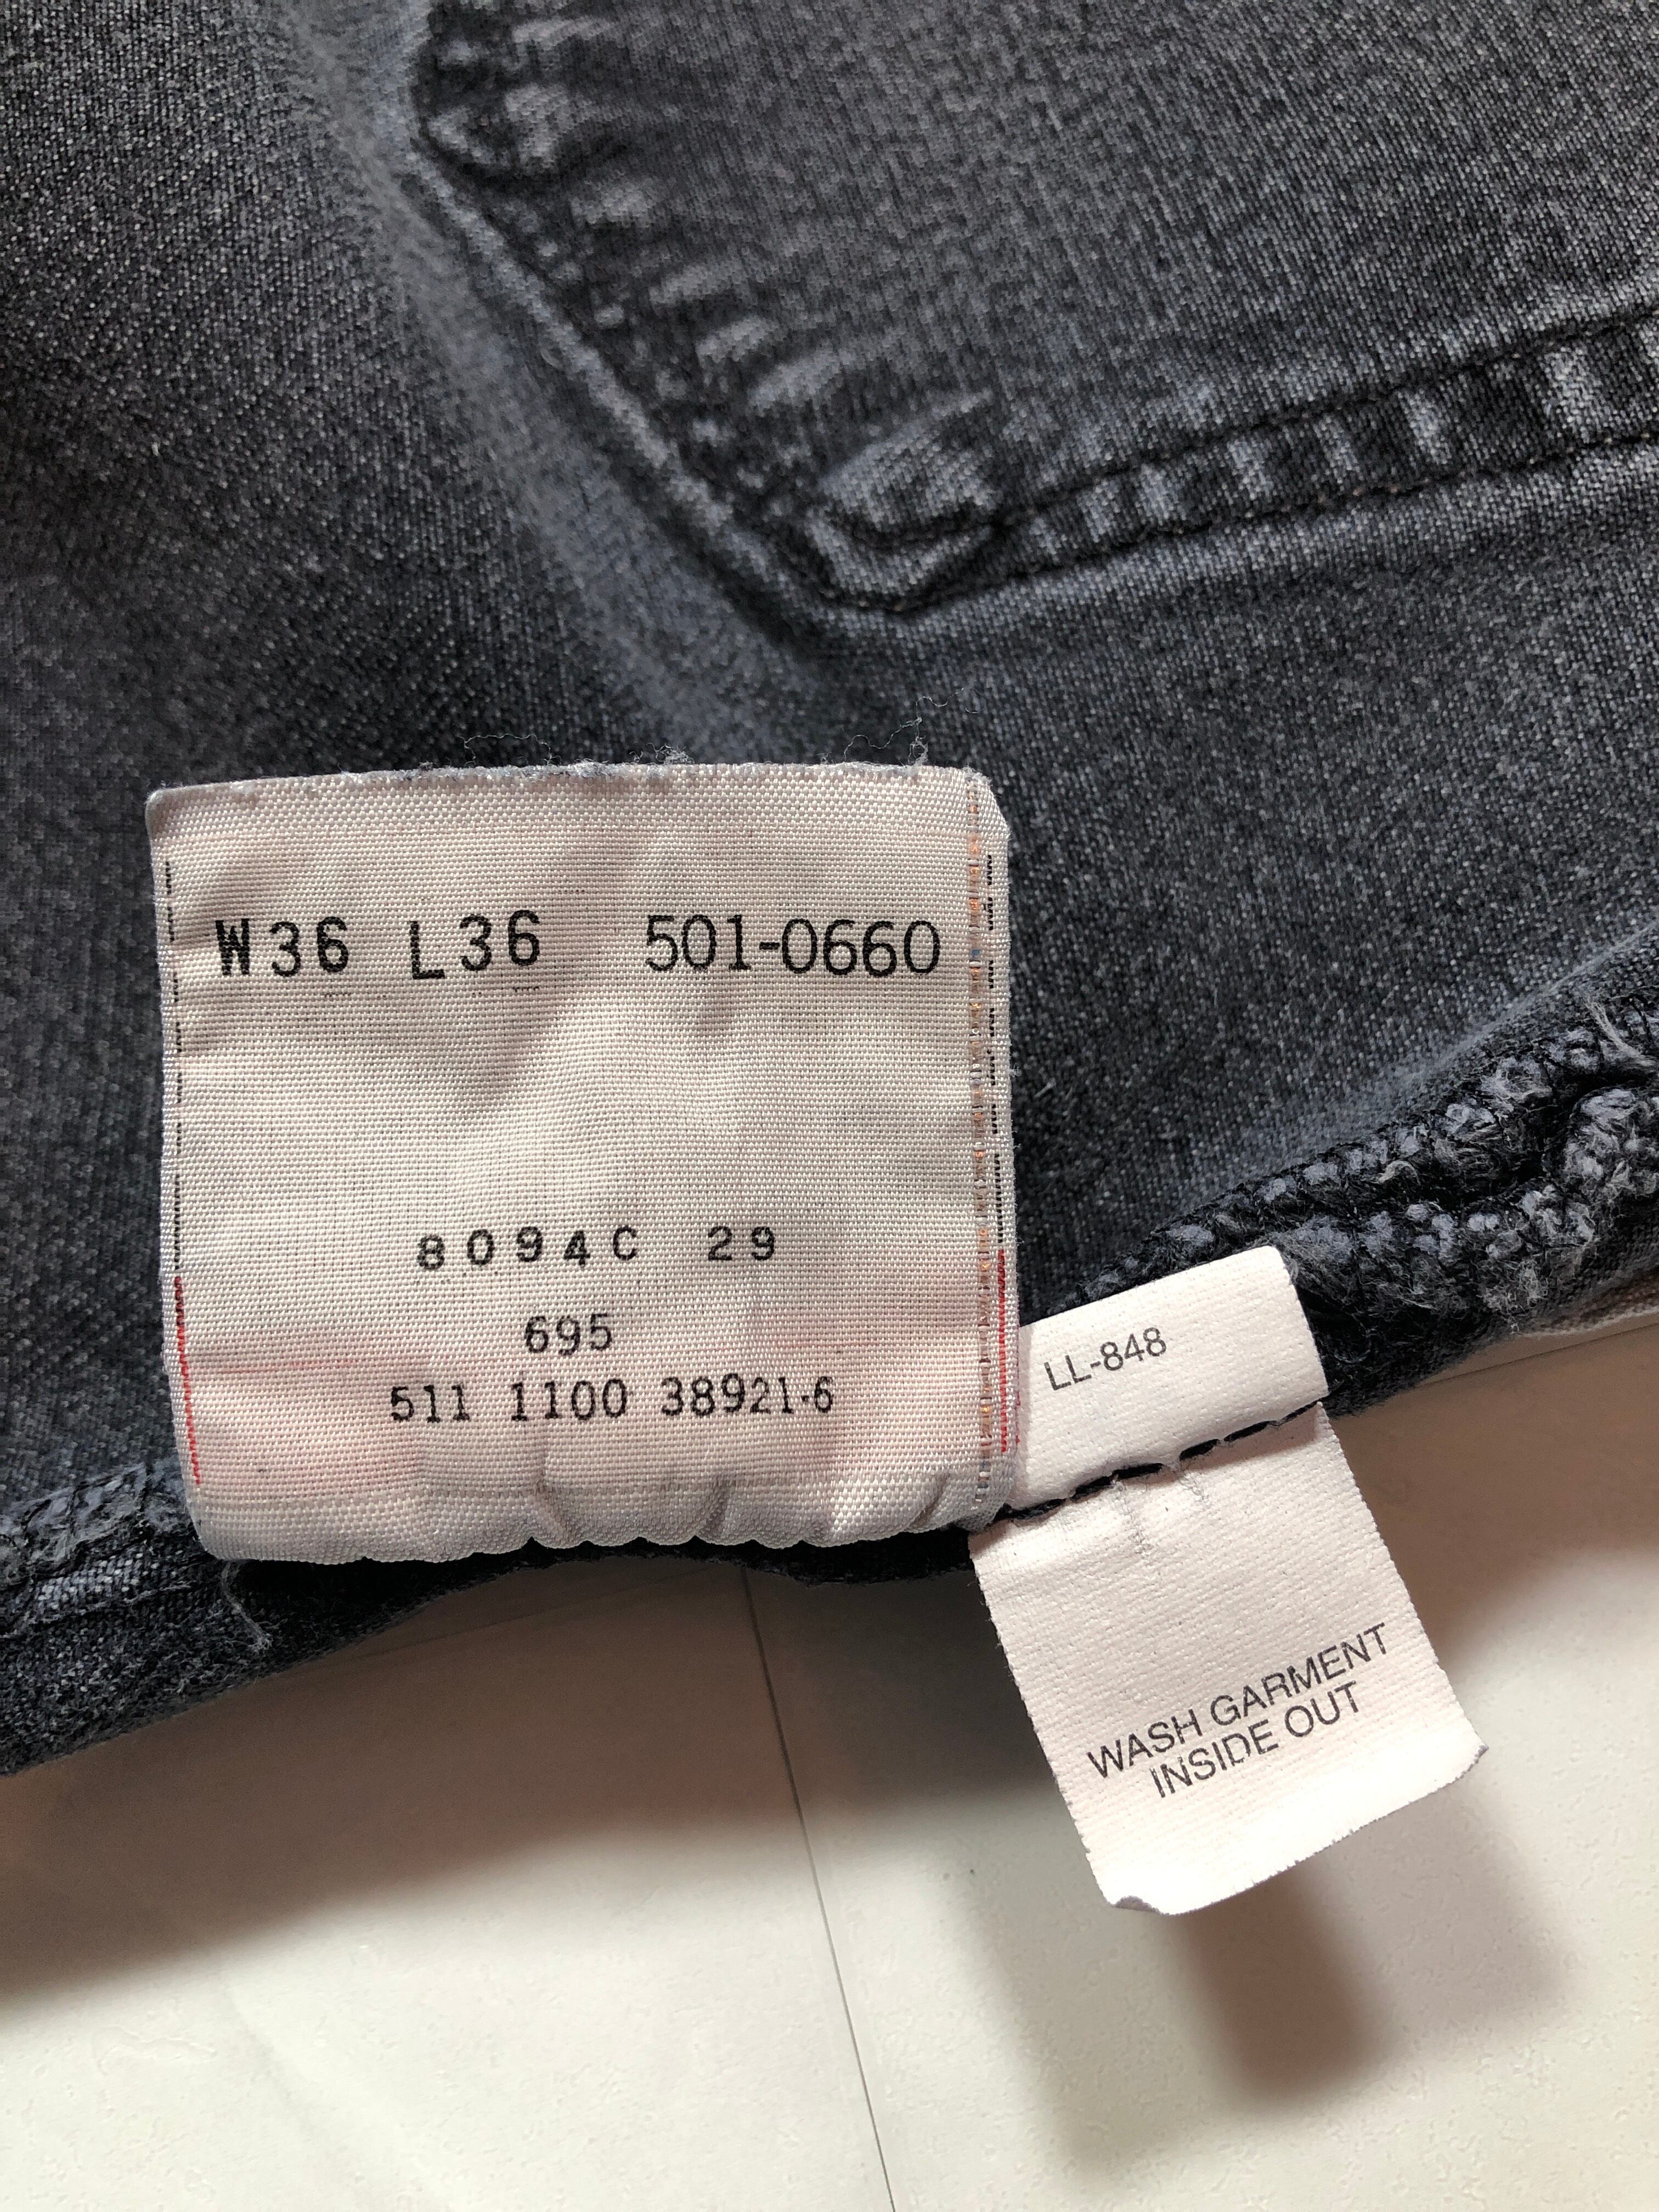 W36 L36 501-0660
8094C 29
695
511 1100 38921-6
LL-848
WASH GARMENT
INSIDE OUT